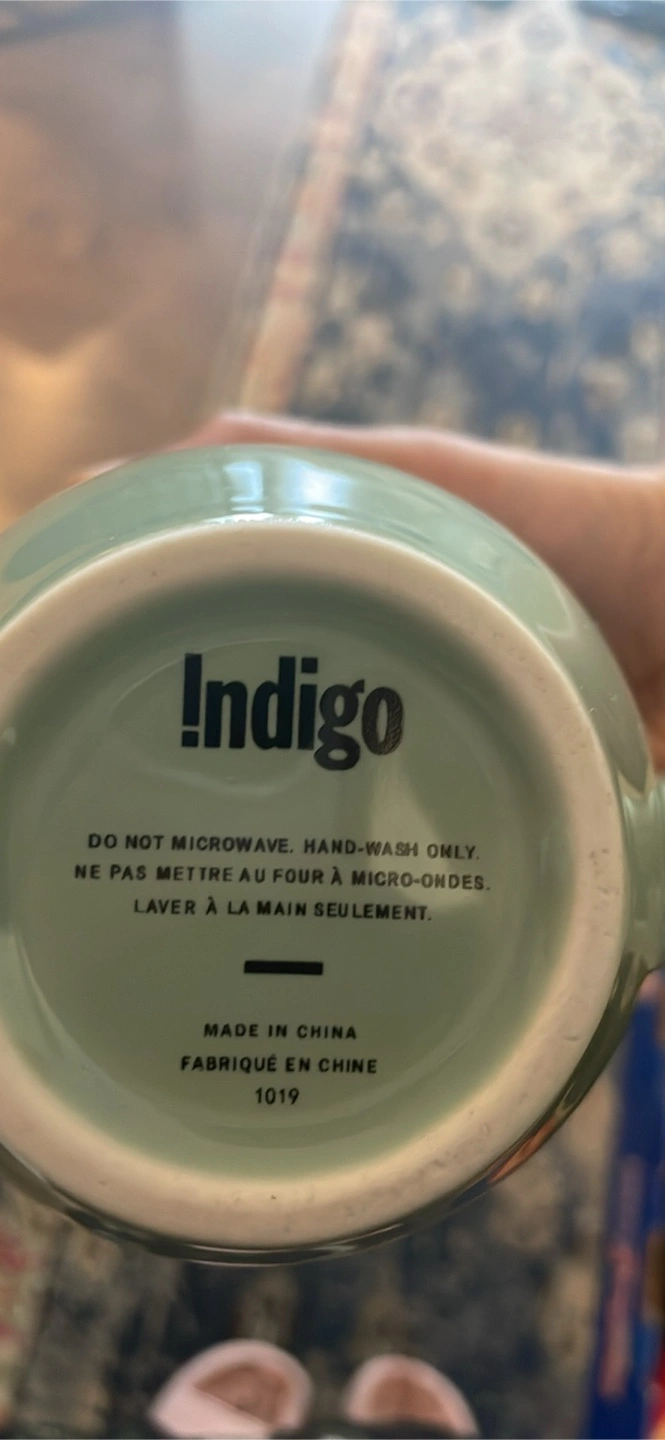 Indigo
DO NOT MICROWAVE. HAND-WASH ONLY.
NE PAS METTRE AU FOUR À MICRO-ONDES.
LAVER À LA MAIN SEULEMENT.
MADE IN CHINA
FABRIQUÉ EN CHINE
1019